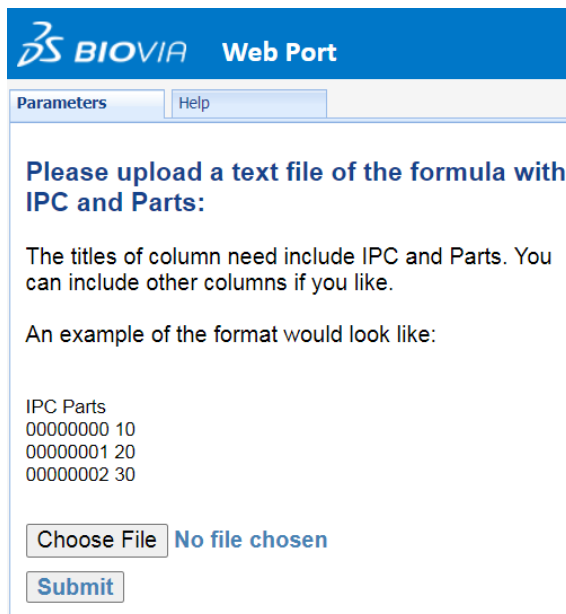 3S BIOVIA Web Port
Parameters Help
Please upload a text file of the formula with
IPC and Parts:
The titles of column need include IPC and Parts. You
can include other columns if you like.
An example of the format would look like:
IPC Parts
00000000 10
00000001 20
00000002 30
Choose File No file chosen
Submit